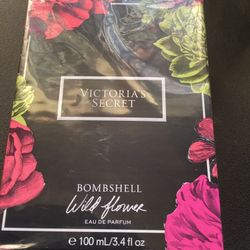 VICTORIA'S
SECRET
BOMBSHELL
Wild flower
EAU DE PARFUM
℮ 100 mL/3.4 fl oz